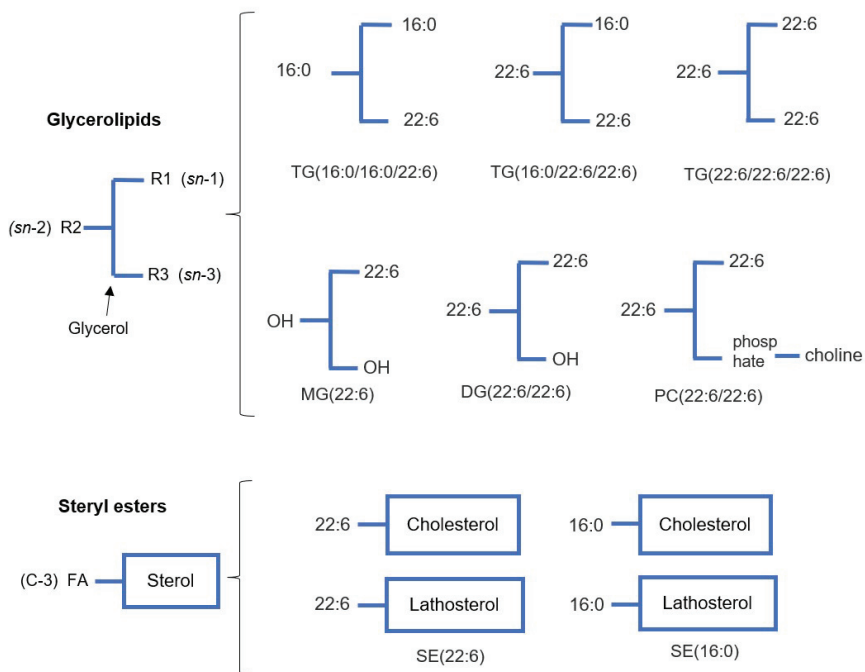 Glycerolipids
R1 (sn-1)
(sn-2) R2
R3 (sn-3)
Glycerol
16:0
16:0
22:6
TG(16:0/16:0/22:6)
16:0
22:6
22:6
TG(16:0/22:6/22:6)
22:6
22:6
22:6
TG(22:6/22:6/22:6)
22:6
OH
OH
MG(22:6)
22:6
22:6
OH
DG(22:6/22:6)
22:6
22:6
phosp
hate
choline
PC(22:6/22:6)
Steryl esters
(C-3) FA
Sterol
22:6
Cholesterol
16:0
Cholesterol
22:6
Lathosterol
16:0
Lathosterol
SE(22:6)
SE(16:0)